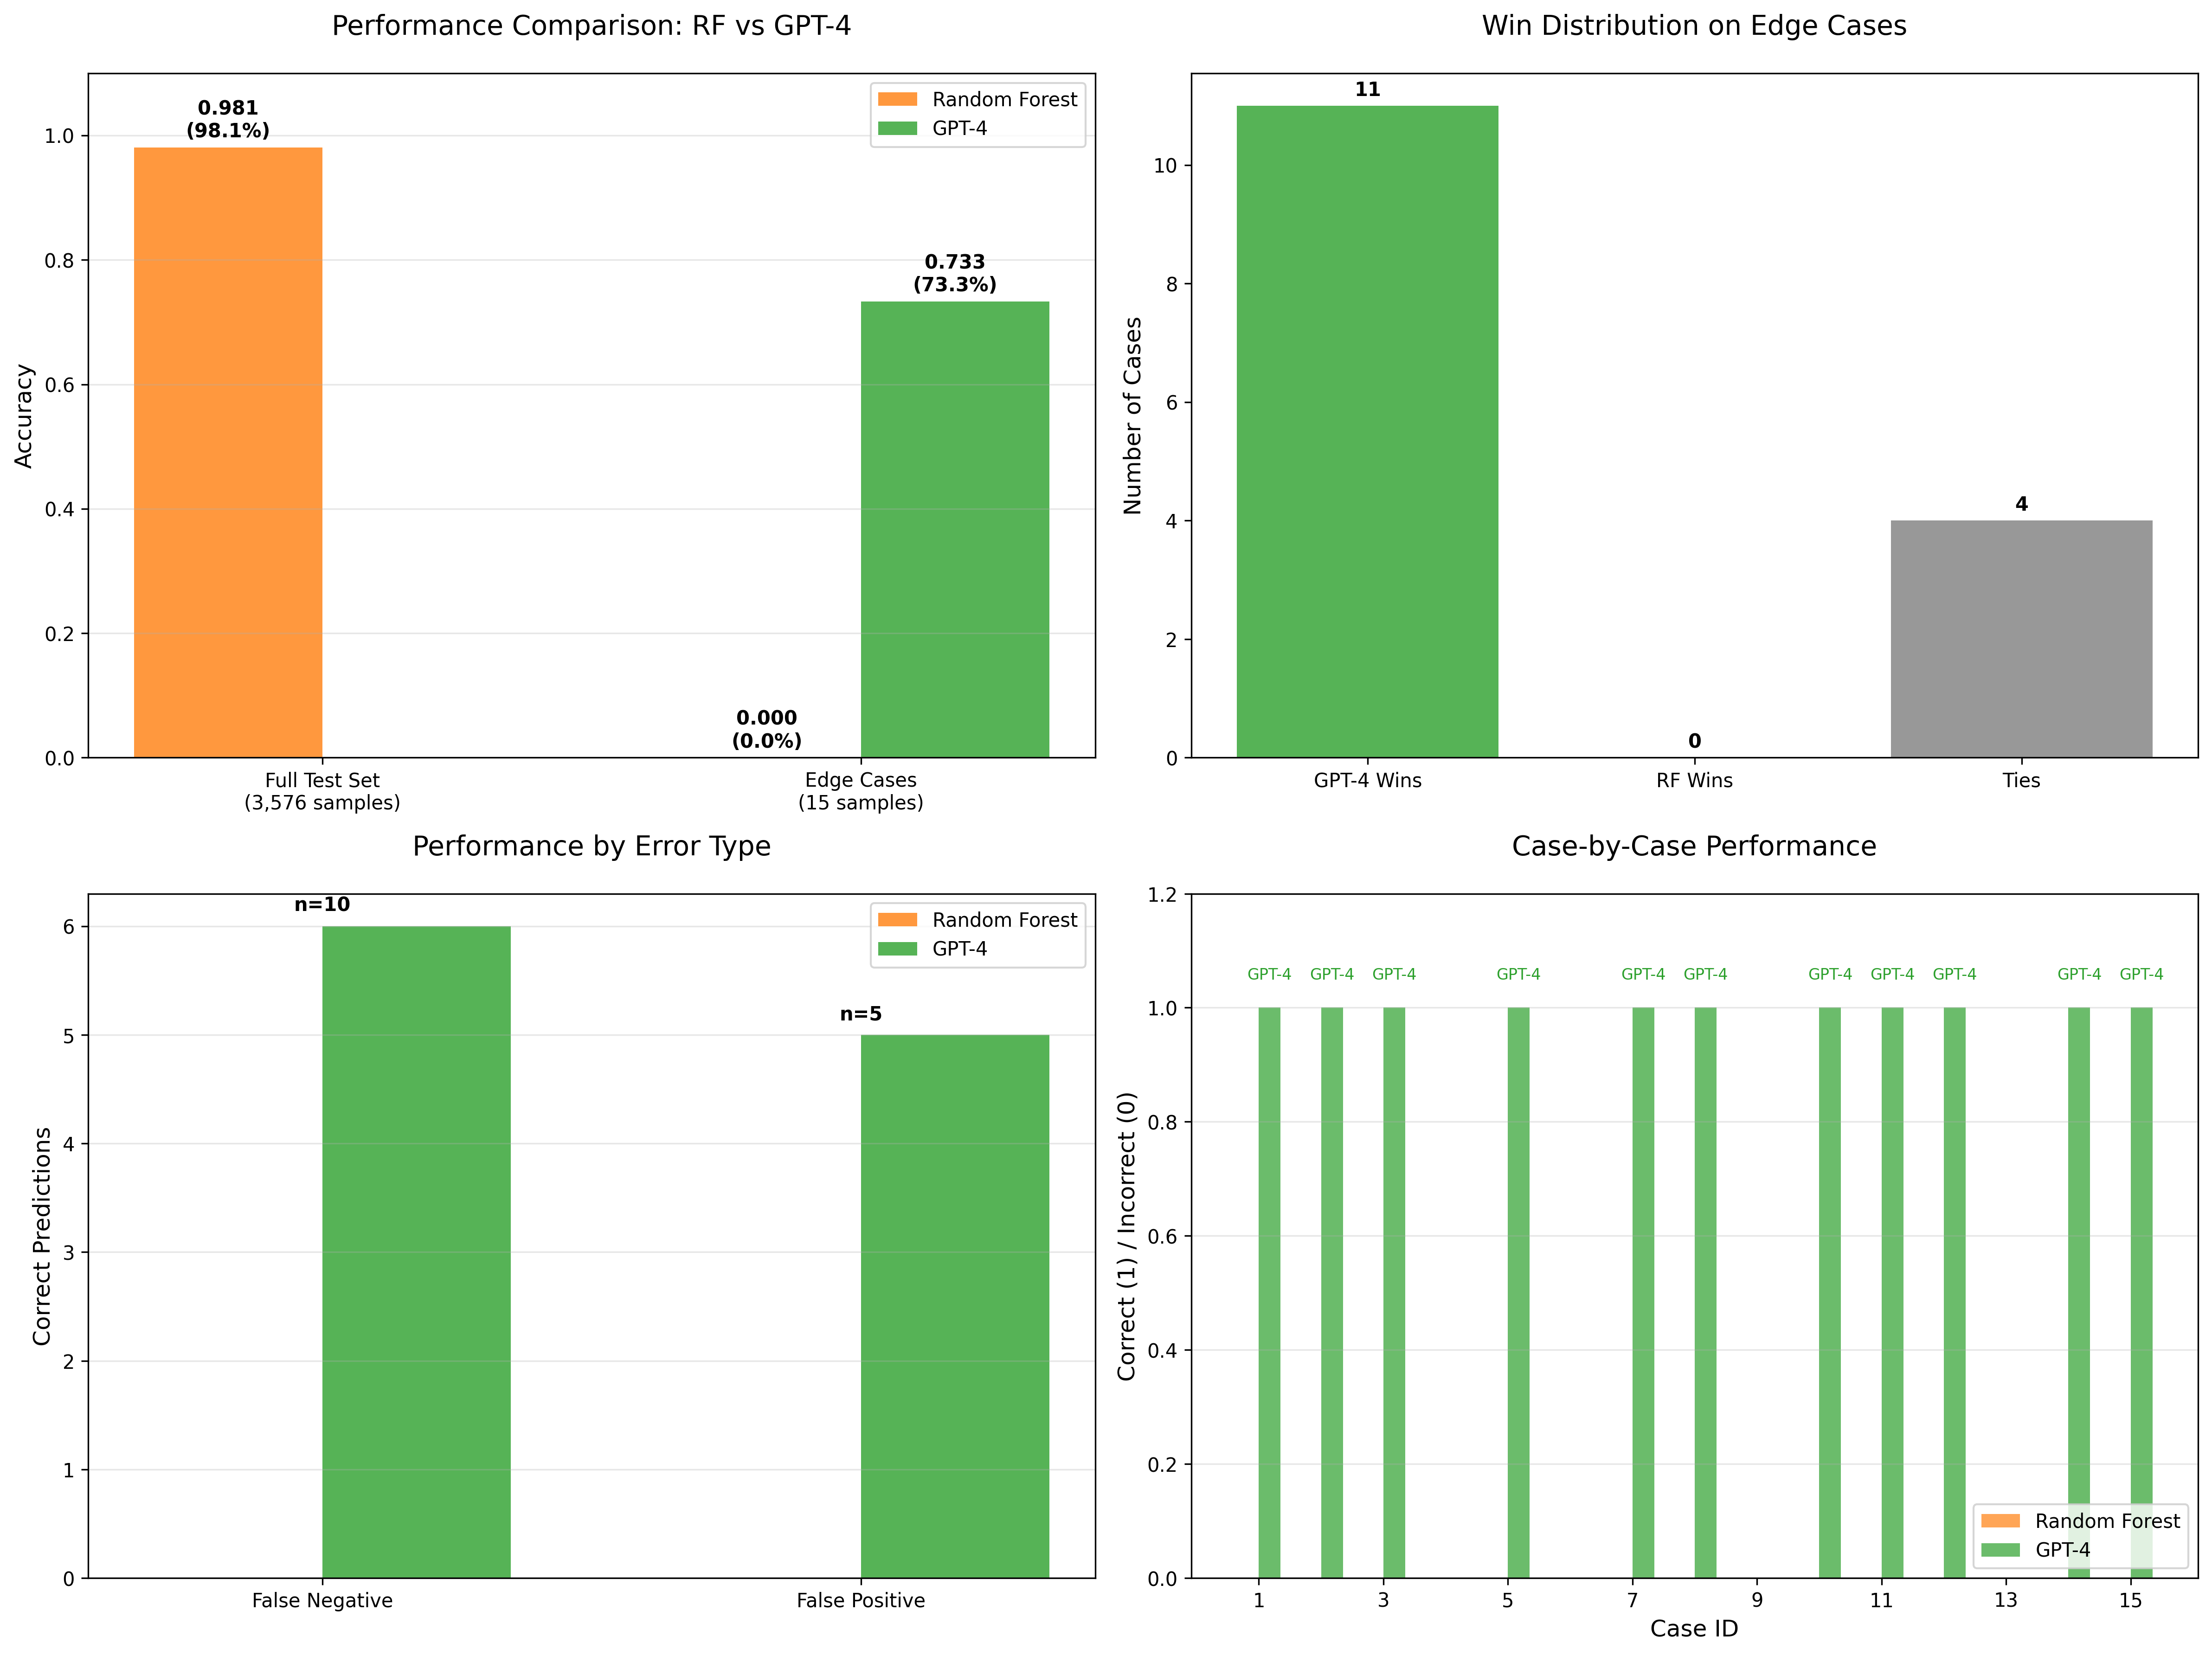 Performance Comparison: RF vs GPT-4
Accuracy
1.0
0.8
0.6
0.4
0.2
0.0
0.981
(98.1%)
0.733
(73.3%)
0.000
(0.0%)
Random Forest
GPT-4
Full Test Set
(3,576 samples)
Edge Cases
(15 samples)
Win Distribution on Edge Cases
Number of Cases
10
8
6
4
2
0
11
0
4
GPT-4 Wins
RF Wins
Ties
Performance by Error Type
Correct Predictions
6
5
4
3
2
1
0
n=10
n=5
Random Forest
GPT-4
False Negative
False Positive
Case-by-Case Performance
Correct (1) / Incorrect (0)
1.2
1.0
0.8
0.6
0.4
0.2
0.0
GPT-4 GPT-4 GPT-4 GPT-4 GPT-4 GPT-4 GPT-4 GPT-4 GPT-4 GPT-4 GPT-4
Random Forest
GPT-4
1 3 5 7 9 11 13 15
Case ID